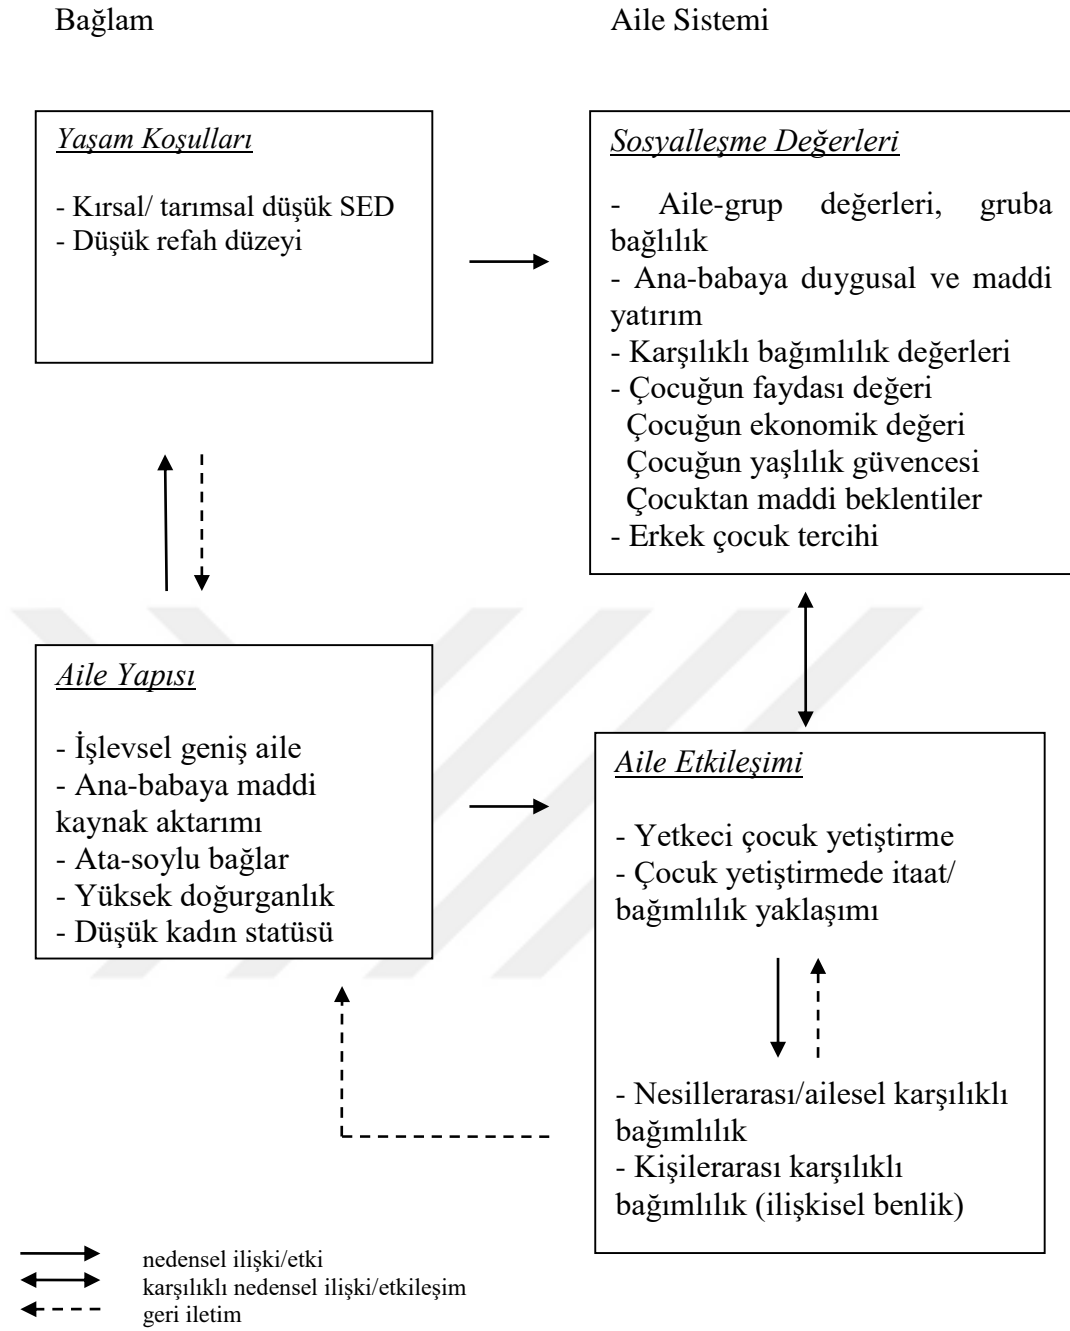 Bağlam
Aile Sistemi
Yaşam Koşulları
- Kırsal/ tarımsal düşük SED
- Düşük refah düzeyi
Sosyalleşme Değerleri
- Aile-grup değerleri, gruba
bağlılık
- Ana-babaya duygusal ve maddi
yatırım
- Karşılıklı bağımlılık değerleri
- Çocuğun faydası değeri
Çocuğun ekonomik değeri
Çocuğun yaşlılık güvencesi
Çocuktan maddi beklentiler
- Erkek çocuk tercihi
Aile Yapısı
- İşlevsel geniş aile
- Ana-babaya maddi
kaynak aktarımı
- Ata-soylu bağlar
- Yüksek doğurganlık
- Düşük kadın statüsü
Aile Etkileşimi
- Yetkeci çocuk yetiştirme
- Çocuk yetiştirmede itaat/
bağımlılık yaklaşımı
- Nesillerarası/ailesel karşılıklı
bağımlılık
- Kişilerarası karşılıklı
bağımlılık (ilişkisel benlik)
nedensel ilişki/etki
karşılıklı nedensel ilişki/etkileşim
geri iletim